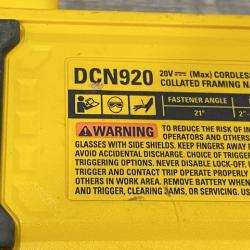 DCN920 20V⎓ (Max) CORDLESS
COLLATED FRAMING NA
FASTENER ANGLE
21° 2"-
WARNING TO REDUCE THE RISK OF IN
OPERATORS AND OTHERS
GLASSES WITH SIDE SHIELDS. KEEP FINGERS AWAY F
AVOID ACCIDENTAL DISCHARGE. CHOICE OF TRIGGER
TRIGGERING OPTIONS. NEVER DISABLE LOCK-OFF, T
TRIGGER AND CONTACT TRIP OPERATE PROPERLY
OTHERS IN WORK AREA. REMOVE BATTERY WHEN
AND TRIGGER, CLEARING JAMS, OR SERVICING. US